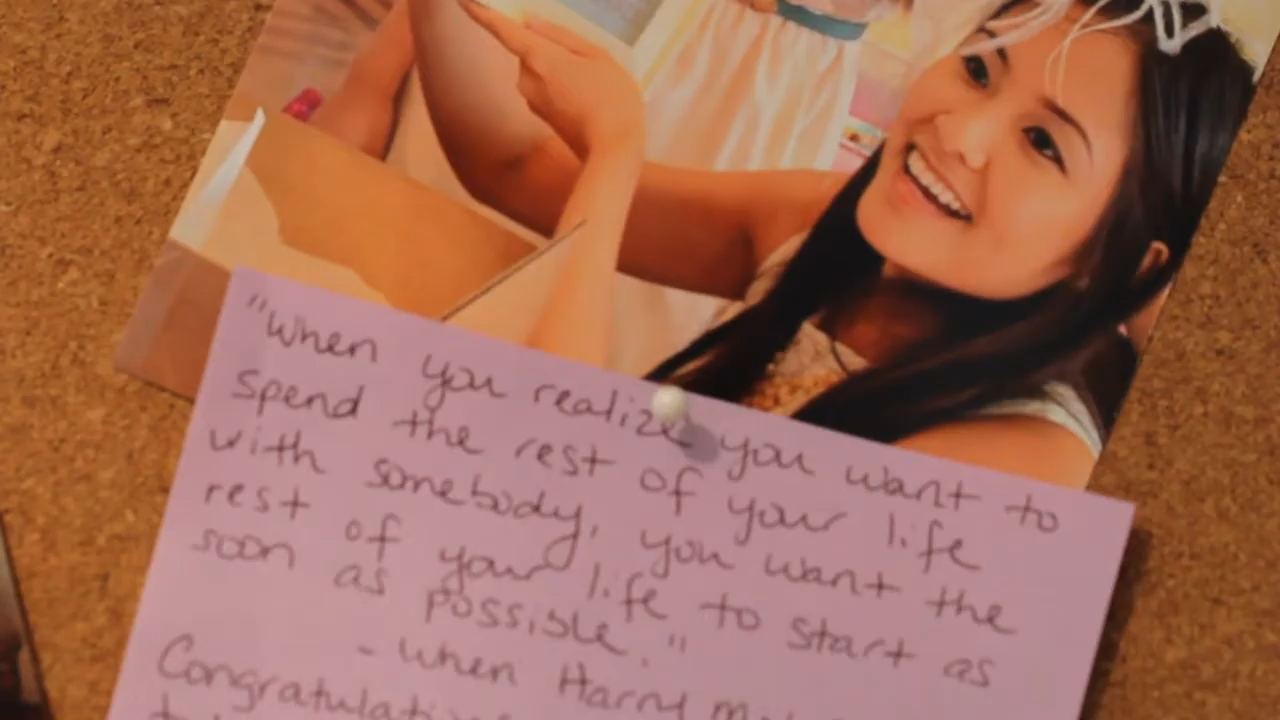 "When you realize you want to
spend the rest of your life
with somebody, you want the
rest of your life to start as
soon as possible."
- When Harry
Congratulati